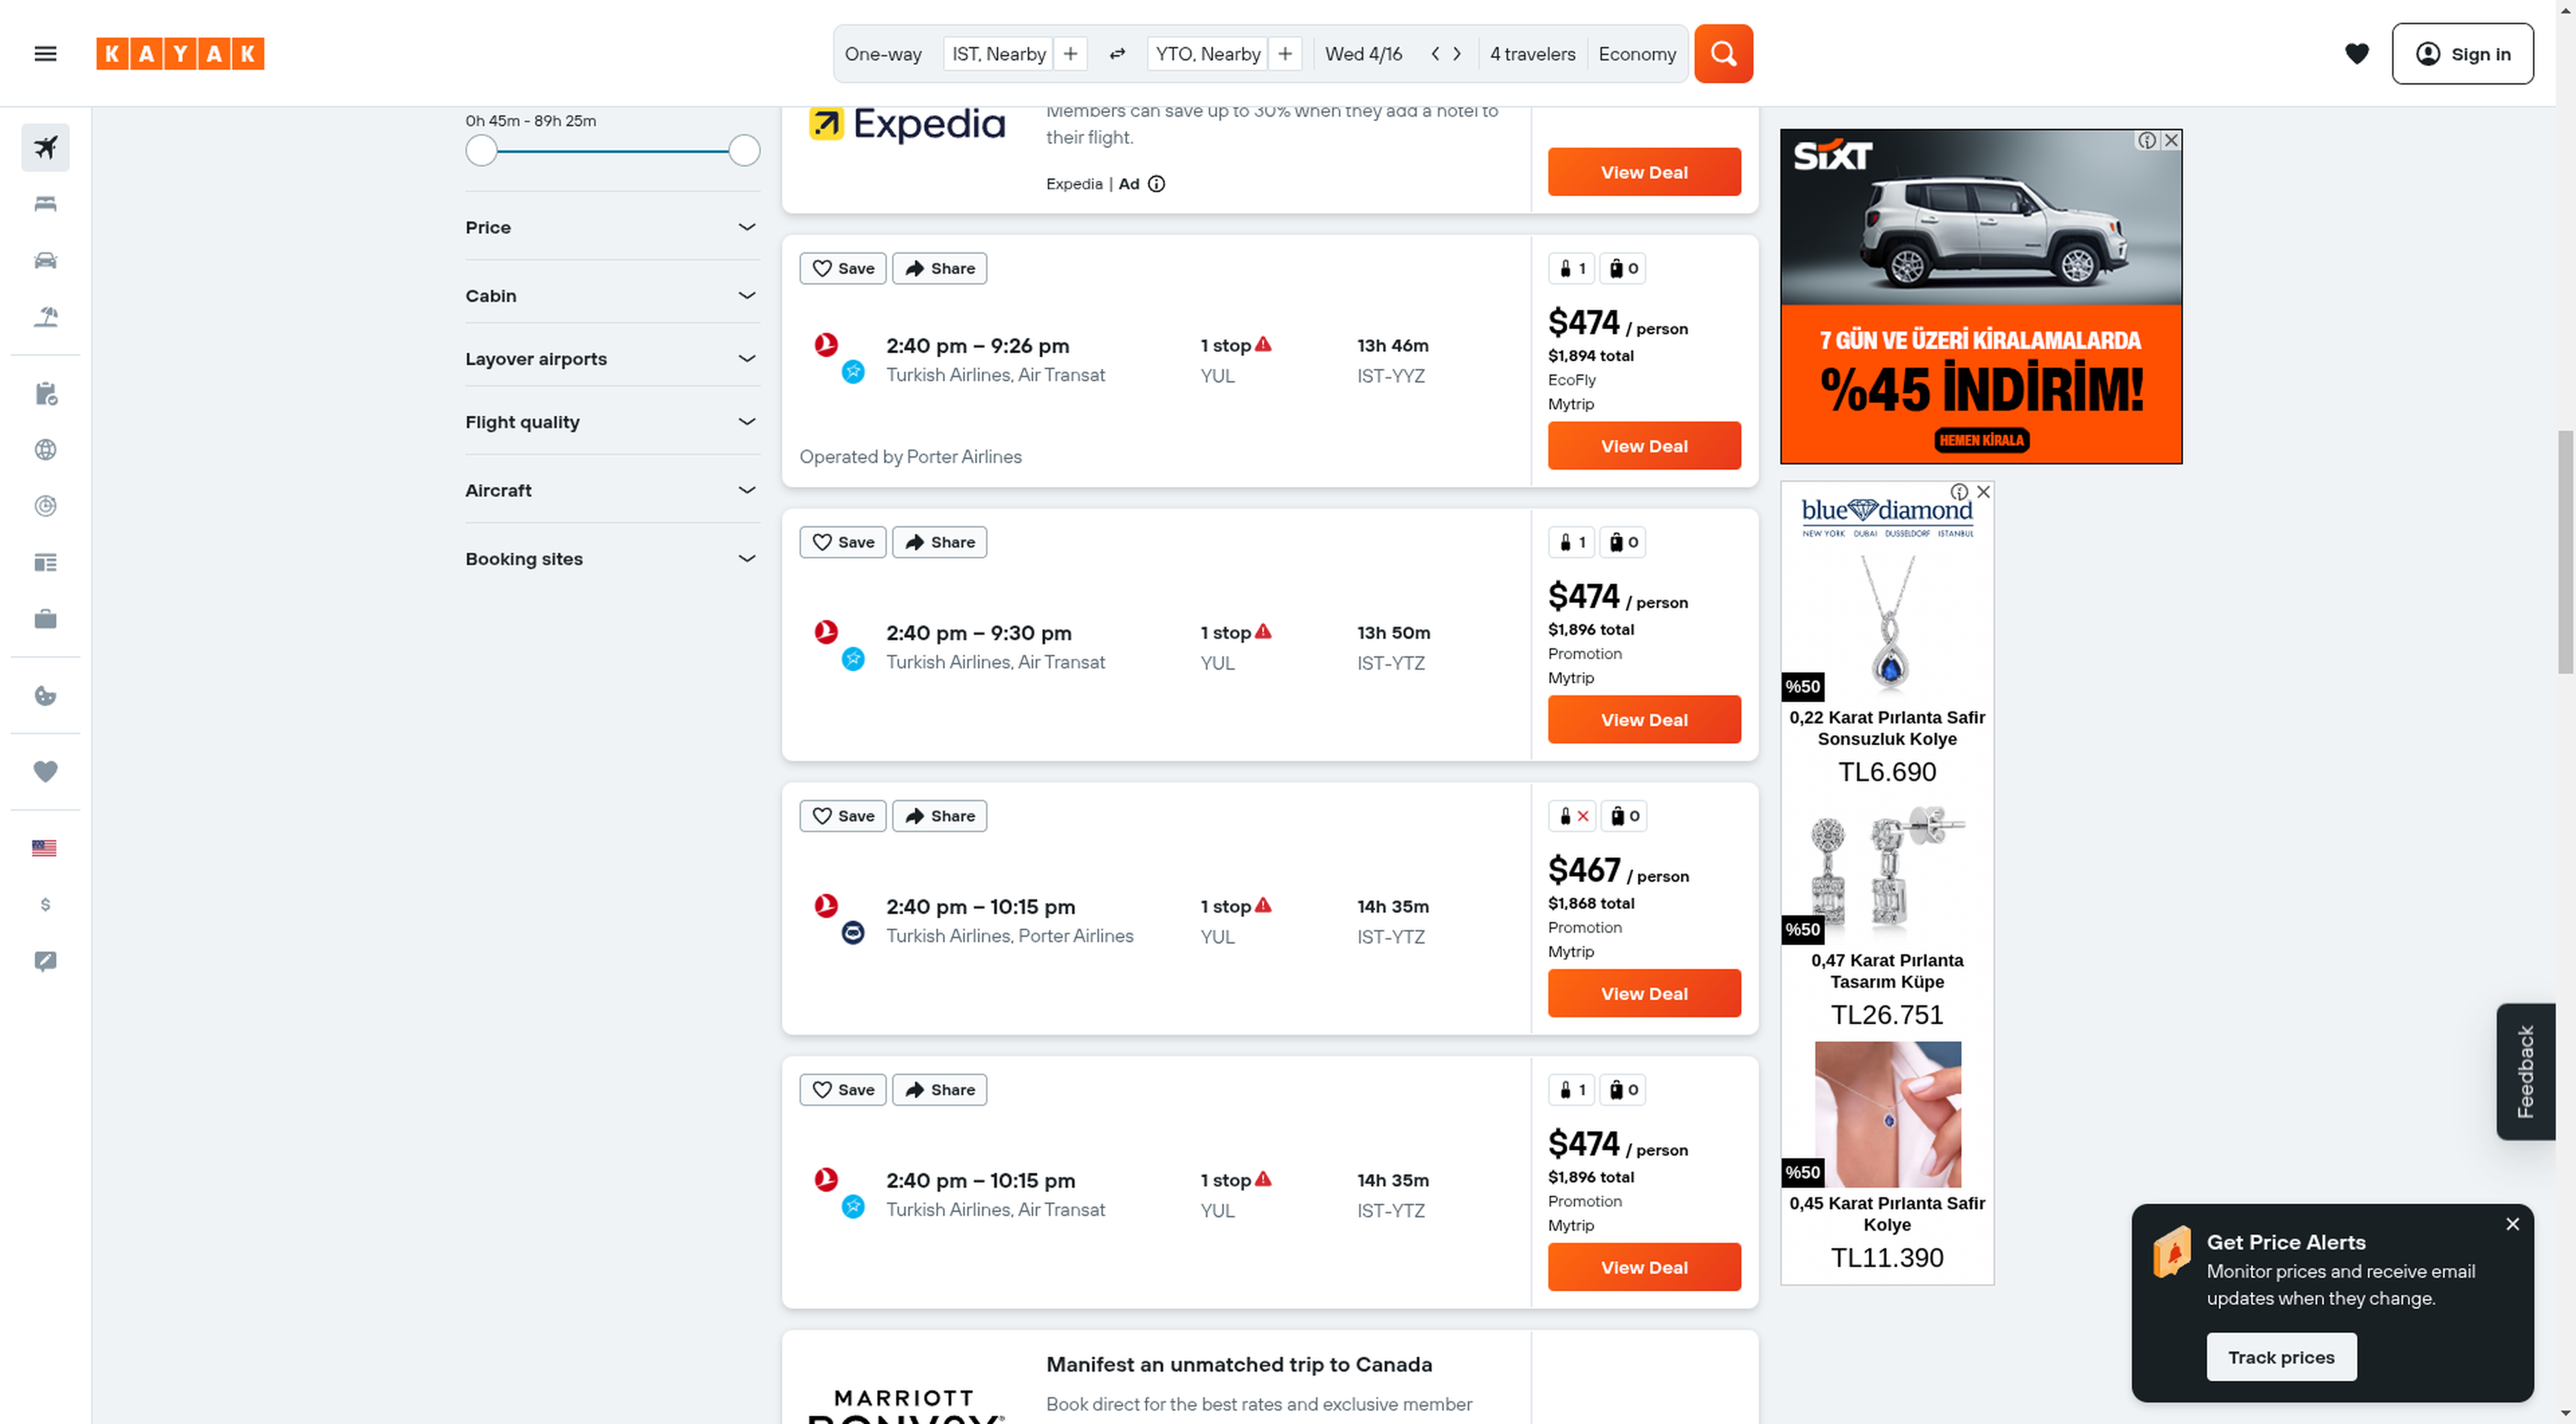 KAYAK
One-way
IST, Nearby
YTO, Nearby
Wed 4/16
4 travelers
Economy
Sign in
0h 45m - 89h 25m
Price
Cabin
Layover airports
Flight quality
Aircraft
Booking sites
Expedia
Members can save up to 30% when they add a hotel to
their flight.
Expedia | Ad
View Deal
Save
Share
1
0
2:40 pm – 9:26 pm
Turkish Airlines, Air Transat
1 stop
YUL
13h 46m
IST-YYZ
Operated by Porter Airlines
$474 / person
$1,894 total
EcoFly
Mytrip
View Deal
Save
Share
1
0
2:40 pm – 9:30 pm
Turkish Airlines, Air Transat
1 stop
YUL
13h 50m
IST-YTZ
$474 / person
$1,896 total
Promotion
Mytrip
View Deal
Save
Share
0
2:40 pm – 10:15 pm
Turkish Airlines, Porter Airlines
1 stop
YUL
14h 35m
IST-YTZ
$467 / person
$1,868 total
Promotion
Mytrip
View Deal
Save
Share
1
0
2:40 pm – 10:15 pm
Turkish Airlines, Air Transat
1 stop
YUL
14h 35m
IST-YTZ
$474 / person
$1,896 total
Promotion
Mytrip
View Deal
MARRIOTT
BONVOY
Manifest an unmatched trip to Canada
Book direct for the best rates and exclusive member
SIXT
7 GÜN VE ÜZERİ KİRALAMALARDA
%45 İNDİRİM!
HEMEN KİRALA
blue diamond
NEW YORK DUBAI DUSSELDORF ISTANBUL
%50
0,22 Karat Pırlanta Safir
Sonsuzluk Kolye
TL6.690
%50
0,47 Karat Pırlanta
Tasarım Küpe
TL26.751
%50
0,45 Karat Pırlanta Safir
Kolye
TL11.390
Feedback
Get Price Alerts
Monitor prices and receive email
updates when they change.
Track prices